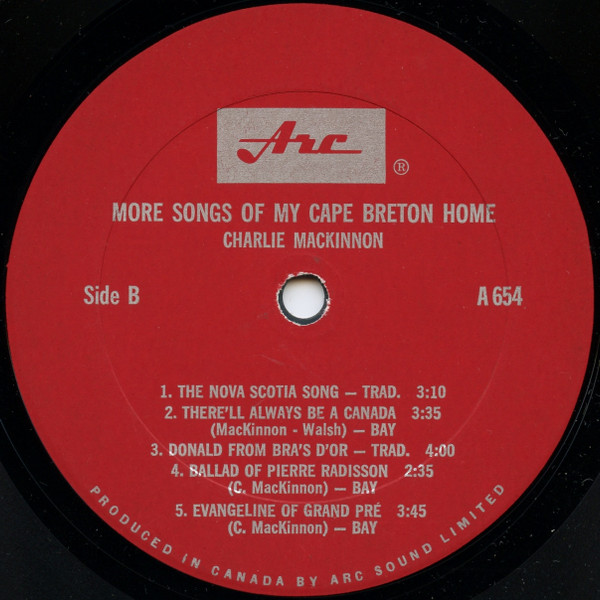 Arc
®
MORE SONGS OF MY CAPE BRETON HOME
CHARLIE MACKINNON
Side B
A 654
1. THE NOVA SCOTIA SONG – TRAD. 3:10
2. THERE'LL ALWAYS BE A CANADA 3:35
(MacKinnon - Walsh) – BAY
3. DONALD FROM BRA'S D'OR – TRAD. 4:00
4. BALLAD OF PIERRE RADISSON 2:35
(C. MacKinnon) – BAY
5. EVANGELINE OF GRAND PRÉ 3:45
(C. MacKinnon) – BAY
PRODUCED IN CANADA BY ARC SOUND LIMITED